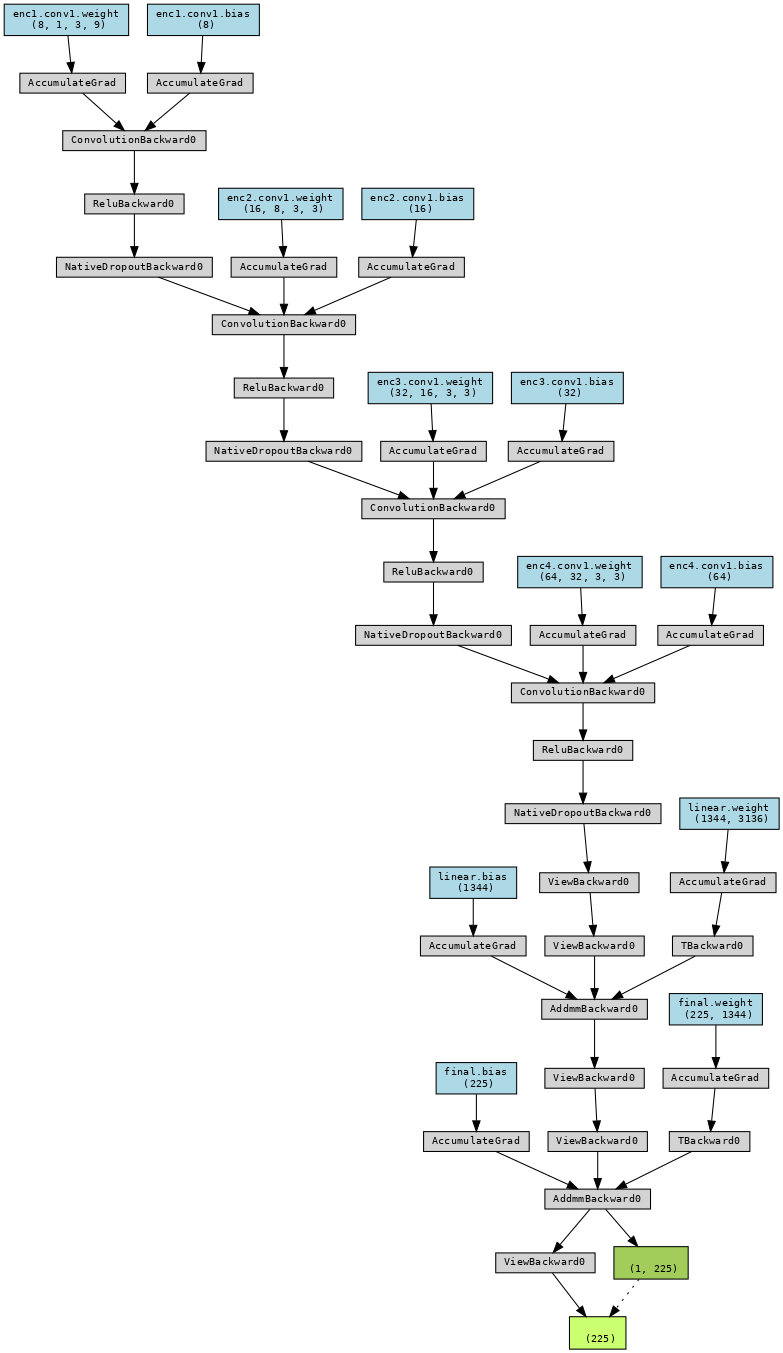 enc1.conv1.weight
(8, 1, 3, 9)
enc1.conv1.bias
(8)
AccumulateGrad
AccumulateGrad
ConvolutionBackward0
ReluBackward0
enc2.conv1.weight
(16, 8, 3, 3)
enc2.conv1.bias
(16)
NativeDropoutBackward0
AccumulateGrad
AccumulateGrad
ConvolutionBackward0
ReluBackward0
enc3.conv1.weight
(32, 16, 3, 3)
enc3.conv1.bias
(32)
NativeDropoutBackward0
AccumulateGrad
AccumulateGrad
ConvolutionBackward0
ReluBackward0
enc4.conv1.weight
(64, 32, 3, 3)
enc4.conv1.bias
(64)
NativeDropoutBackward0
AccumulateGrad
AccumulateGrad
ConvolutionBackward0
ReluBackward0
NativeDropoutBackward0
linear.weight
(1344, 3136)
linear.bias
(1344)
ViewBackward0
AccumulateGrad
AccumulateGrad
ViewBackward0
TBackward0
AddmmBackward0
final.weight
(225, 1344)
final.bias
(225)
ViewBackward0
AccumulateGrad
AccumulateGrad
ViewBackward0
TBackward0
AddmmBackward0
ViewBackward0
(1, 225)
(225)